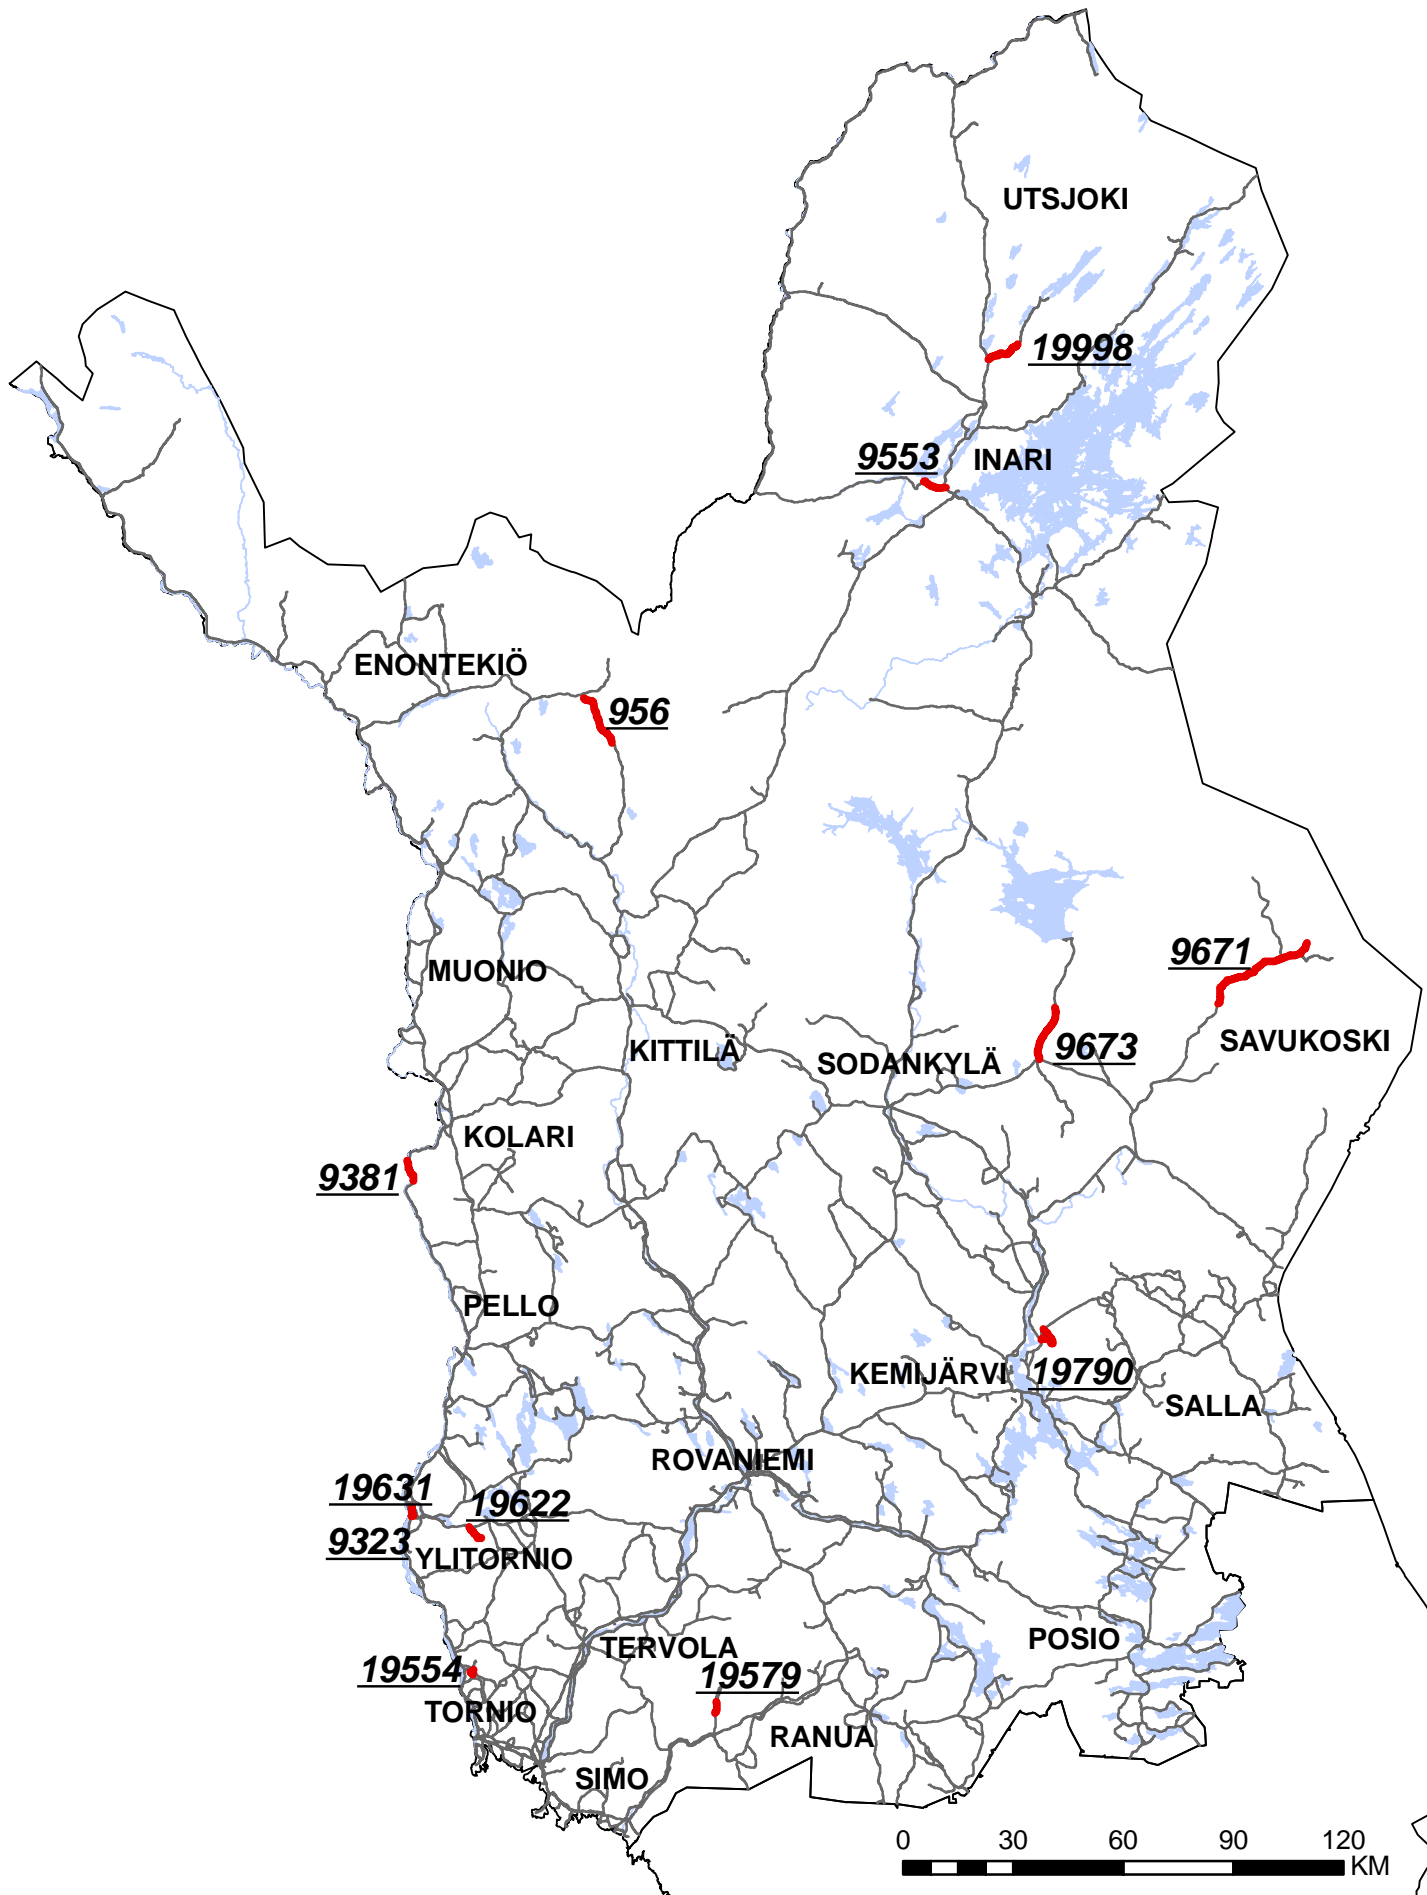 UTSJOKI
19998
9553
INARI
ENONTEKIÖ
956
9671
MUONIO
KITTILÄ
SODANKYLÄ
9673
SAVUKOSKI
KOLARI
9381
PELLO
KEMIJÄRVI
19790
SALLA
ROVANIEMI
19631
19622
9323
YLITORNIO
TERVOLA
POSIO
19554
19579
TORNIO
RANUA
SIMO
0 30 60 90 120
KM